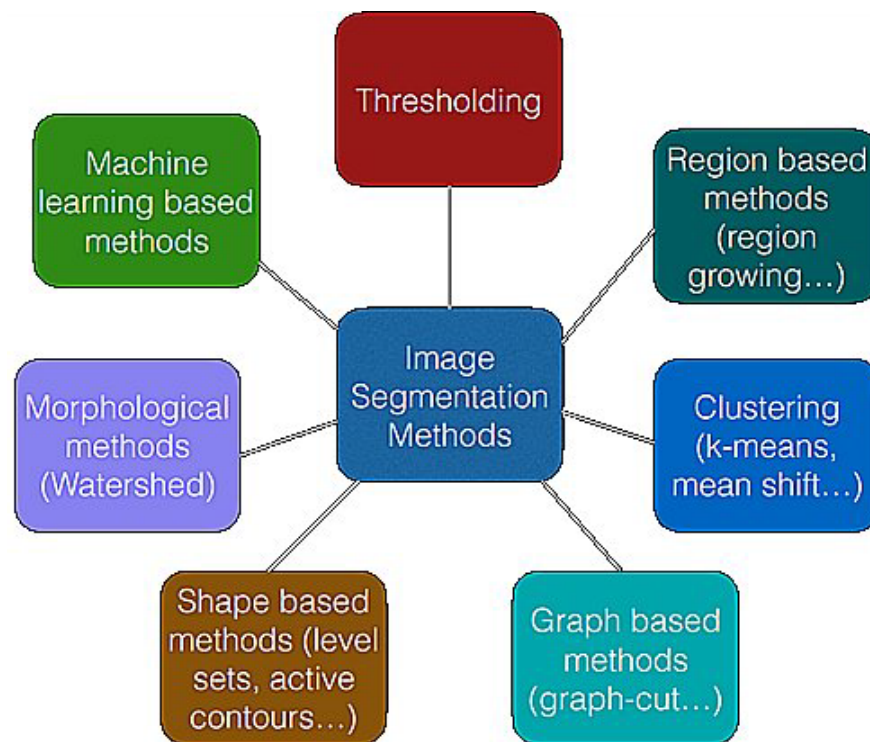 Thresholding
Machine
learning based
methods
Region based
methods
(region
growing…)
Image
Segmentation
Methods
Morphological
methods
(Watershed)
Clustering
(k-means,
mean shift…)
Shape based
methods (level
sets, active
contours…)
Graph based
methods
(graph-cut…)